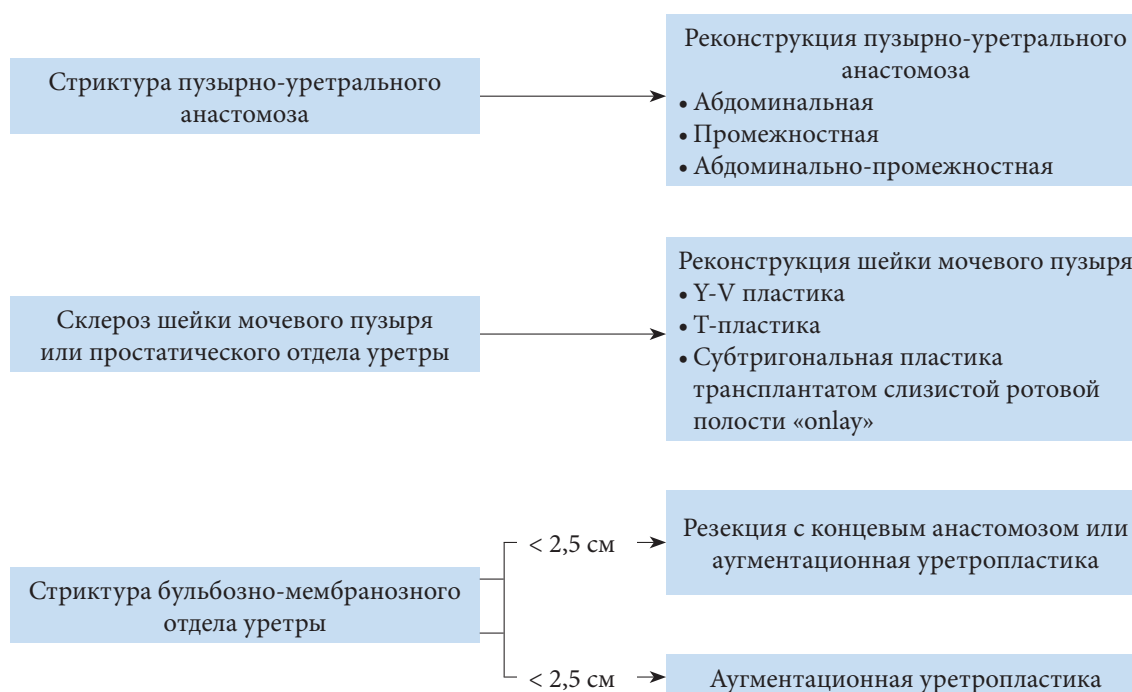 Стриктура пузырно-уретрального
анастомоза
Реконструкция пузырно-уретрального
анастомоза
• Абдоминальная
• Промежностная
• Абдоминально-промежностная
Склероз шейки мочевого пузыря
или простатического отдела уретры
Реконструкция шейки мочевого пузыря
• Y-V пластика
• Т-пластика
• Субтригональная пластика
трансплантатом слизистой ротовой
полости «onlay»
Стриктура бульбозно-мембранозного
отдела уретры
< 2,5 см
Резекция с концевым анастомозом или
аугментационная уретропластика
< 2,5 см
Аугментационная уретропластика